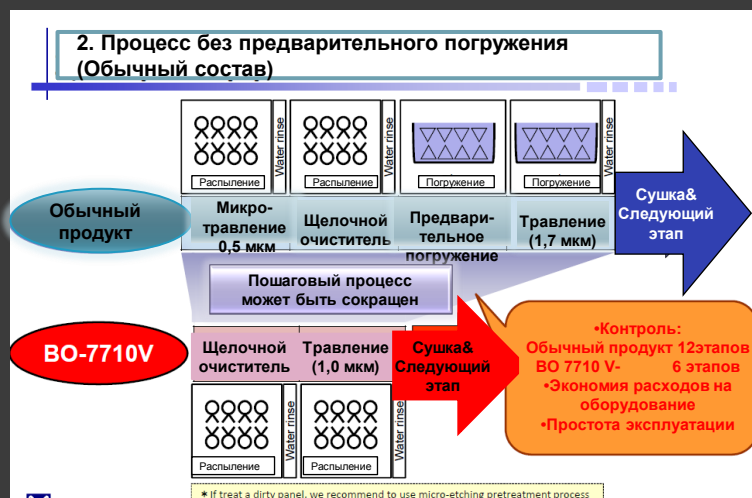 2. Процесс без предварительного погружения
(Обычный состав)
Water rinse
Water rinse
Water rinse
Распыление
Распыление
Погружение
Погружение
Обычный
продукт
Микро-
травление
0,5 мкм
Щелочной
очиститель
Предвари-
тельное
погружение
Травление
(1,7 мкм)
Сушка&
Следующий
этап
Water rinse
Пошаговый процесс
может быть сокращен
BO-7710V
Щелочной
очиститель
Травление
(1,0 мкм)
Сушка&
Следующий
этап
•Контроль:
Обычный продукт 12этапов
BO 7710 V- 6 этапов
•Экономия расходов на
оборудование
•Простота эксплуатации
Water rinse
Water rinse
Распыление
Распыление
* If treat a dirty panel, we recommend to use micro-etching pretreatment process